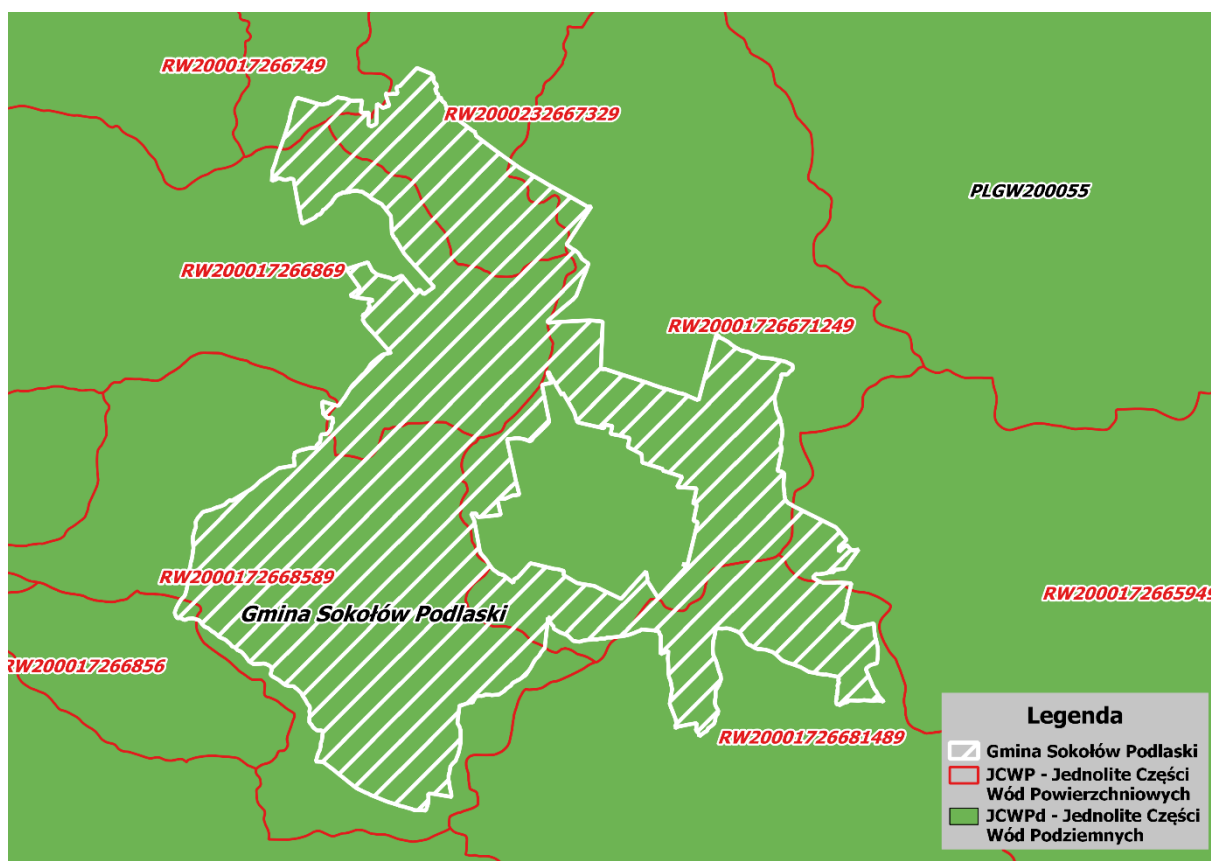 RW200017266749
RW2000232667329
PLGW200055
RW200017266869
RW20001726671249
RW2000172668589
RW2000172665949
Gmina Sokołów Podlaski
RW200017266856
RW20001726681489
Legenda
Gmina Sokołów Podlaski
JCWP - Jednolite Części
Wód Powierzchniowych
JCWPd - Jednolite Części
Wód Podziemnych